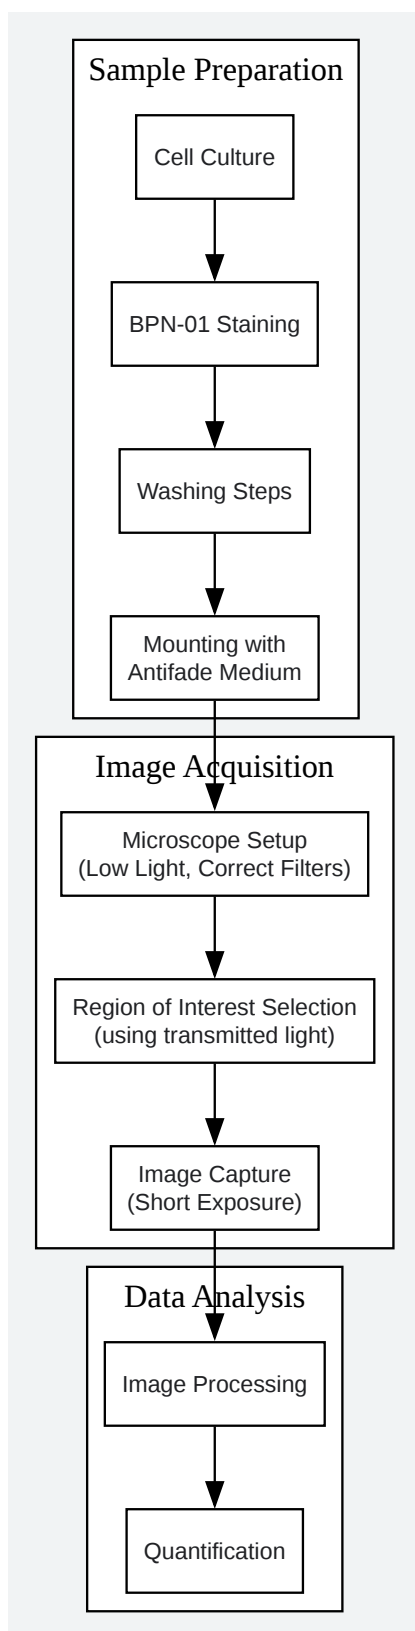 Sample Preparation
Cell Culture
BPN-01 Staining
Washing Steps
Mounting with
Antifade Medium
Image Acquisition
Microscope Setup
(Low Light, Correct Filters)
Region of Interest Selection
(using transmitted light)
Image Capture
(Short Exposure)
Data Analysis
Image Processing
Quantification